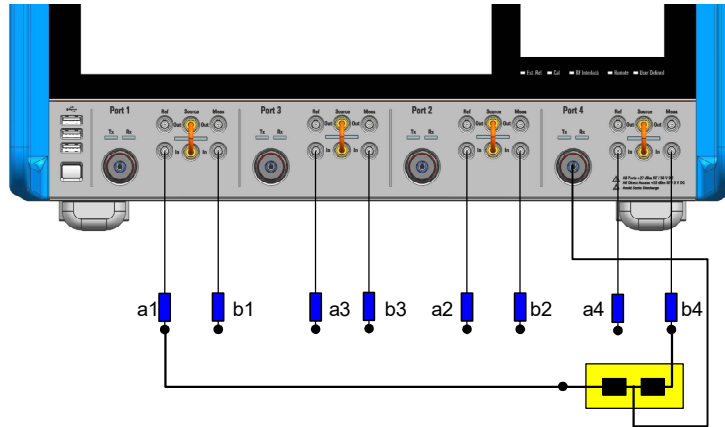 Ext. Ref. Cal RF Interlock Remote User Defined
Port 1 Ref Source Meas Port 3 Ref Source Meas Port 2 Ref Source Meas Port 4 Ref Source Meas
Out Out Out Out Out Out Out Out
Tx Rx Tx Rx Tx Rx Tx Rx
In In In In In In In In
Avoid Static Discharge
a1 b1 a3 b3 a2 b2 a4 b4